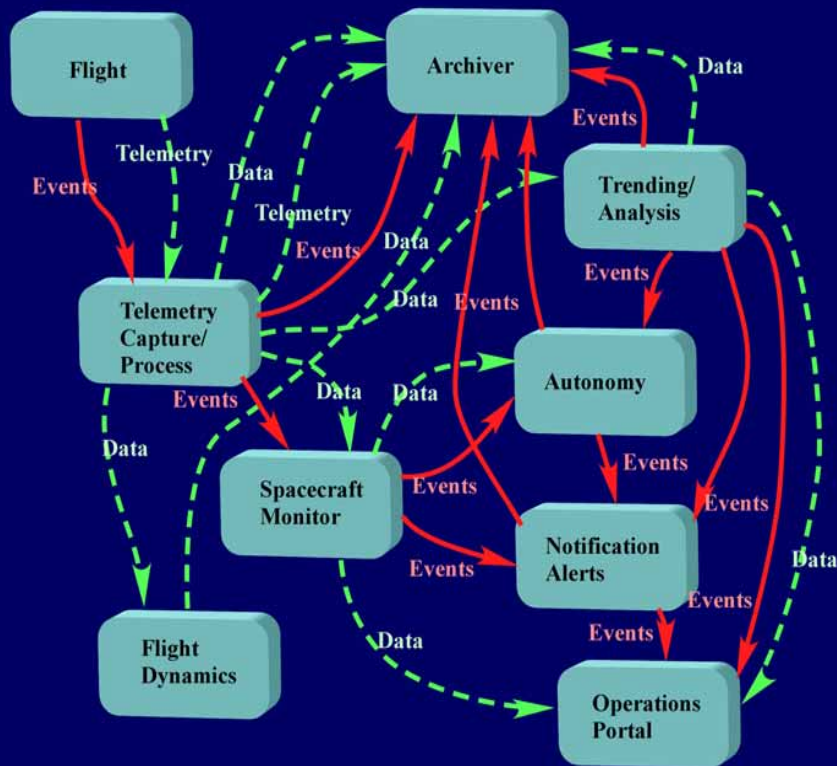 Flight
Archiver
Data
Events
Telemetry
Data
Trending/
Analysis
Events
Telemetry
Events
Data
Events
Data
Events
Telemetry
Capture/
Process
Autonomy
Events
Data
Data
Data
Spacecraft
Monitor
Events
Events
Notification
Alerts
Events
Events
Data
Events
Events
Flight
Dynamics
Data
Operations
Portal